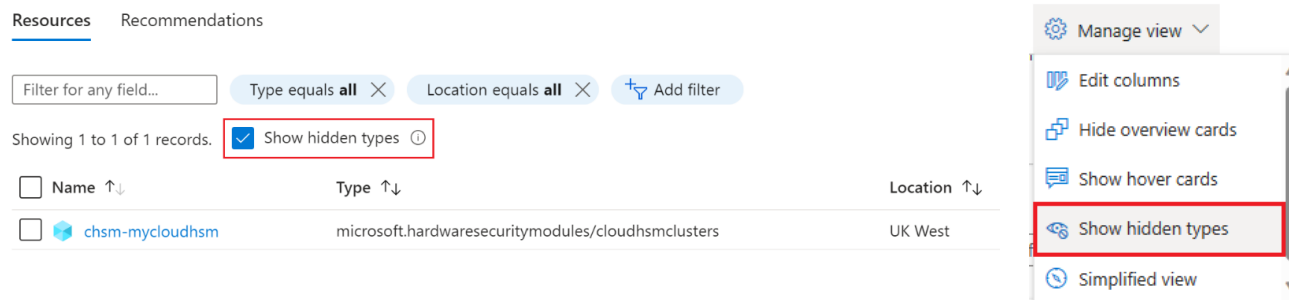 Resources Recommendations
Filter for any field... Type equals all Location equals all Add filter
Showing 1 to 1 of 1 records. Show hidden types
Name Type Location
chsm-mycloudhsm microsoft.hardwaresecuritymodules/cloudhsmclusters UK West
Manage view
Edit columns
Hide overview cards
Show hover cards
Show hidden types
Simplified view